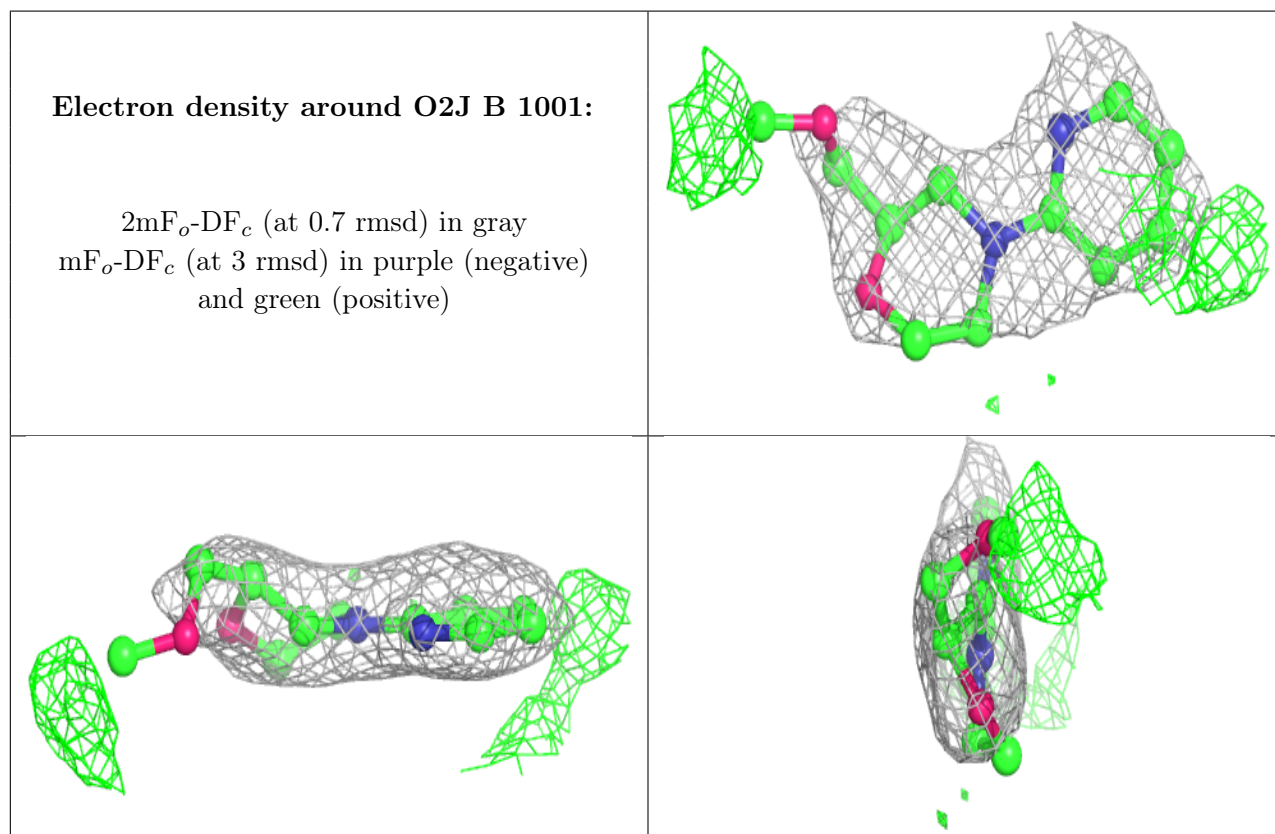 Electron density around O2J B 1001:
2mFo-DFc (at 0.7 rmsd) in gray
mFo-DFc (at 3 rmsd) in purple (negative)
and green (positive)